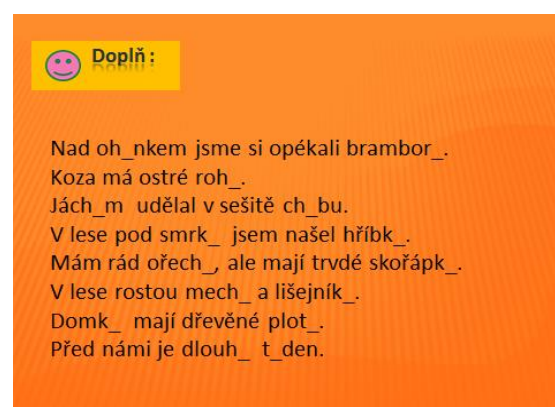 Doplň :
Nad oh_nkem jsme si opékali brambor_.
Koza má ostré roh_.
Jách_m udělal v sešitě ch_bu.
V lese pod smrk_ jsem našel hříbk_.
Mám rád ořech_, ale mají trvdé skořápk_.
V lese rostou mech_ a lišejník_.
Domk_ mají dřevěné plot_.
Před námi je dlouh_ t_den.